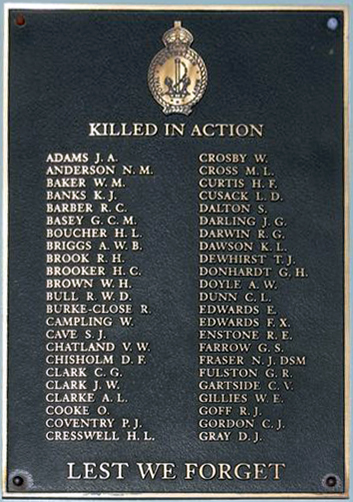 KILLED IN ACTION
ADAMS J. A.
ANDERSON N. M.
BAKER W. M.
BANKS K. J.
BARBER R. C.
BASEY G. C. M.
BOUCHER H. L.
BRIGGS A. W. B.
BROOK R. H.
BROOKER H. C.
BROWN W. H.
BULL R. W. D.
BURKE-CLOSE R.
CAMPLING W.
CAVE S. J.
CHATLAND V. W.
CHISHOLM D. F.
CLARK C. G.
CLARK J. W.
CLARKE A. L.
COOKE O.
COVENTRY P. J.
CRESSWELL H. L.
CROSBY W.
CROSS M. L.
CURTIS H. F.
CUSACK L. D.
DALTON S.
DARLING J. G.
DARWIN R. G.
DAWSON K. L.
DEWHIRST T. J.
DONHARDT G. H.
DOYLE A. W.
DUNN C. L.
EDWARDS E.
EDWARDS F. X.
ENSTONE R. E.
FARROW G. S.
FRASER N. J. DSM
FULSTON G. R.
GARTSIDE C. V.
GILLIES W. E.
GOFF R. J.
GORDON C. J.
GRAY D. J.
LEST WE FORGET